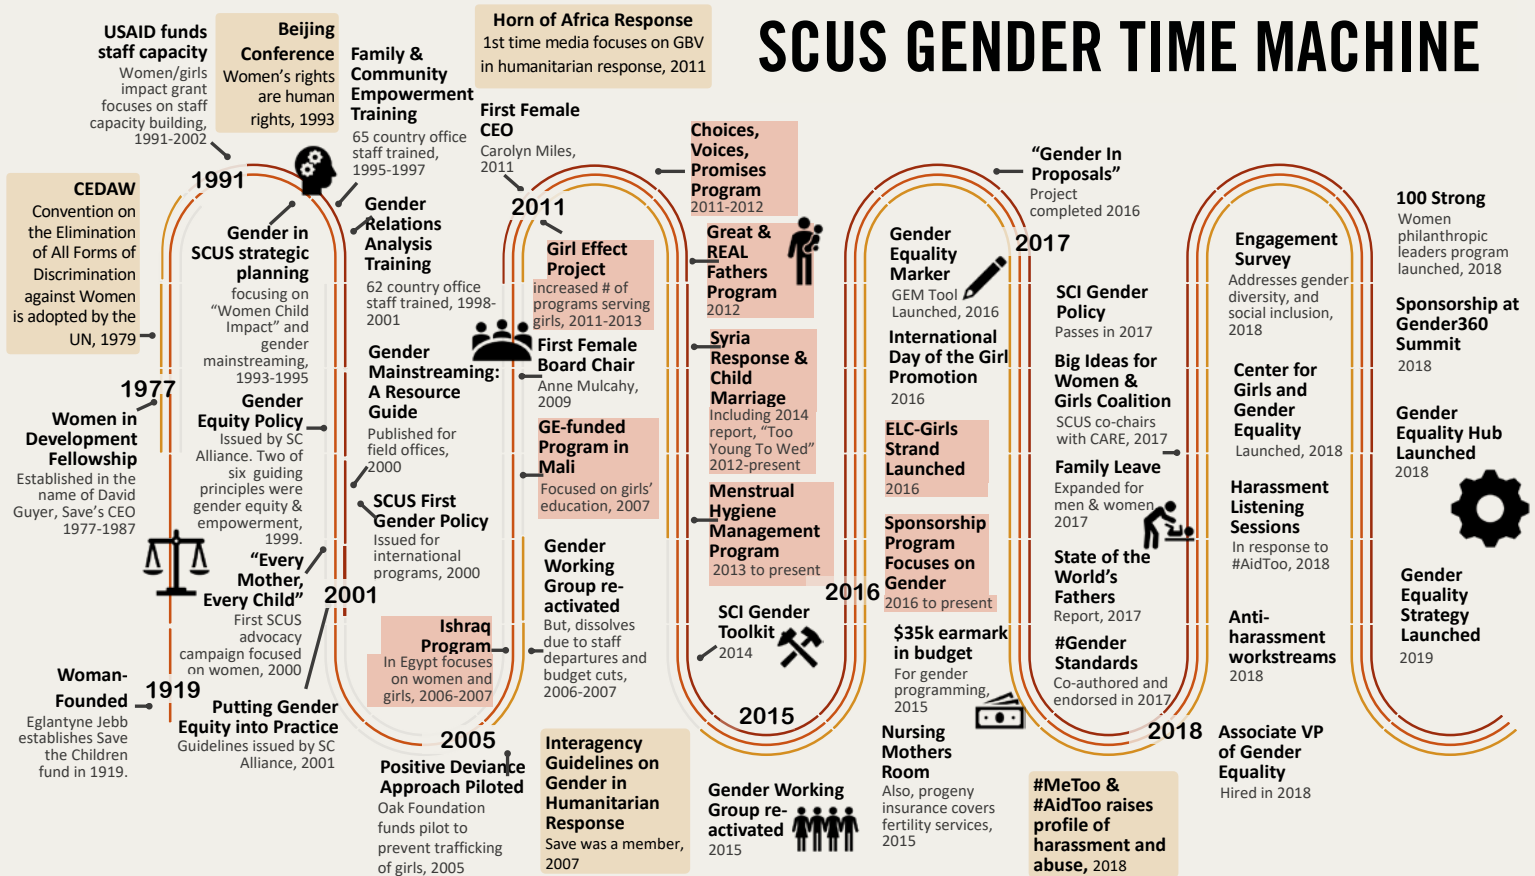 SCUS GENDER TIME MACHINE
USAID funds
staff capacity
Women/girls
impact grant
focuses on staff
capacity building,
1991-2002
Beijing
Conference
Women's rights
are human
rights, 1993
Family &
Community
Empowerment
Training
65 country office
staff trained,
1995-1997
Horn of Africa Response
1st time media focuses on GBV
in humanitarian response, 2011
First Female
CEO
Carolyn Miles,
2011
CEDAW
Convention on
the Elimination
of All Forms of
Discrimination
against Women
is adopted by the
UN, 1979
1991
Gender in
SCUS strategic
planning
focusing on
"Women Child
Impact" and
gender
mainstreaming,
1993-1995
Gender
Relations
Analysis
Training
62 country office
staff trained, 1998-
2001
1977
Women in
Development
Fellowship
Established in the
name of David
Guyer, Save's CEO
1977-1987
Gender
Equity Policy
Issued by SC
Alliance. Two of
six guiding
principles were
gender equity &
empowerment,
1999.
Gender
Mainstreaming:
A Resource
Guide
Published for
field offices,
2000
SCUS First
Gender Policy
Issued for
international
programs, 2000
"Every
Mother,
Every Child"
First SCUS
advocacy
campaign focused
on women, 2000
2001
Woman-
Founded
Eglantyne Jebb
establishes Save
the Children
fund in 1919.
1919
Putting Gender
Equity into Practice
Guidelines issued by SC
Alliance, 2001
Ishraq
Program
In Egypt focuses
on women and
girls, 2006-2007
2005
Positive Deviance
Approach Piloted
Oak Foundation
funds pilot to
prevent trafficking
of girls, 2005
2011
Girl Effect
Project
increased # of
programs serving
girls, 2011-2013
First Female
Board Chair
Anne Mulcahy,
2009
GE-funded
Program in
Mali
Focused on girls'
education, 2007
Gender
Working
Group re-
activated
But, dissolves
due to staff
departures and
budget cuts,
2006-2007
Interagency
Guidelines on
Gender in
Humanitarian
Response
Save was a member,
2007
Choices,
Voices,
Promises
Program
2011-2012
Great &
REAL
Fathers
Program
2012
Syria
Response &
Child
Marriage
Including 2014
report, "Too
Young To Wed"
2012-present
Menstrual
Hygiene
Management
Program
2013 to present
SCI Gender
Toolkit
2014
2015
Gender Working
Group re-
activated
2015
2016
Gender
Equality
Marker
GEM Tool
Launched, 2016
International
Day of the Girl
Promotion
2016
ELC-Girls
Strand
Launched
2016
Sponsorship
Program
Focuses on
Gender
2016 to present
$35k earmark
in budget
For gender
programming,
2015
Nursing
Mothers
Room
Also, progeny
insurance covers
fertility services,
2015
"Gender In
Proposals"
Project
completed 2016
2017
SCI Gender
Policy
Passes in 2017
Big Ideas for
Women &
Girls Coalition
SCUS co-chairs
with CARE, 2017
Family Leave
Expanded for
men & women,
2017
State of the
World's
Fathers
Report, 2017
#Gender
Standards
Co-authored and
endorsed in 2017
2018
#MeToo &
#AidToo raises
profile of
harassment and
abuse, 2018
Engagement
Survey
Addresses gender
diversity, and
social inclusion,
2018
Center for
Girls and
Gender
Equality
Launched, 2018
Harassment
Listening
Sessions
In response to
#AidToo, 2018
Anti-
harassment
workstreams
2018
Associate VP
of Gender
Equality
Hired in 2018
100 Strong
Women
philanthropic
leaders program
launched, 2018
Sponsorship at
Gender360
Summit
2018
Gender
Equality Hub
Launched
2018
Gender
Equality
Strategy
Launched
2019